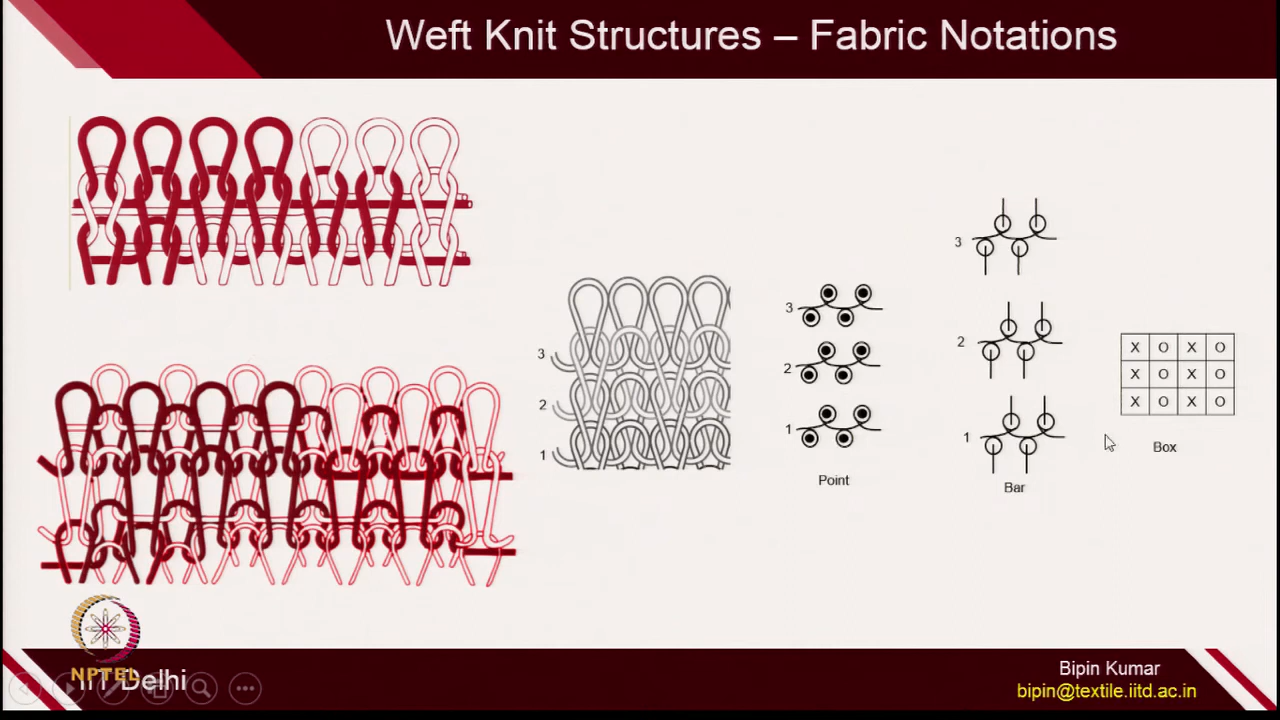 Weft Knit Structures – Fabric Notations
3
2
1
3
2
1
Point
3
2
1
Bar
X O X O
X O X O
X O X O
Box
NPTEL
IIT Delhi
Bipin Kumar
bipin@textile.iitd.ac.in